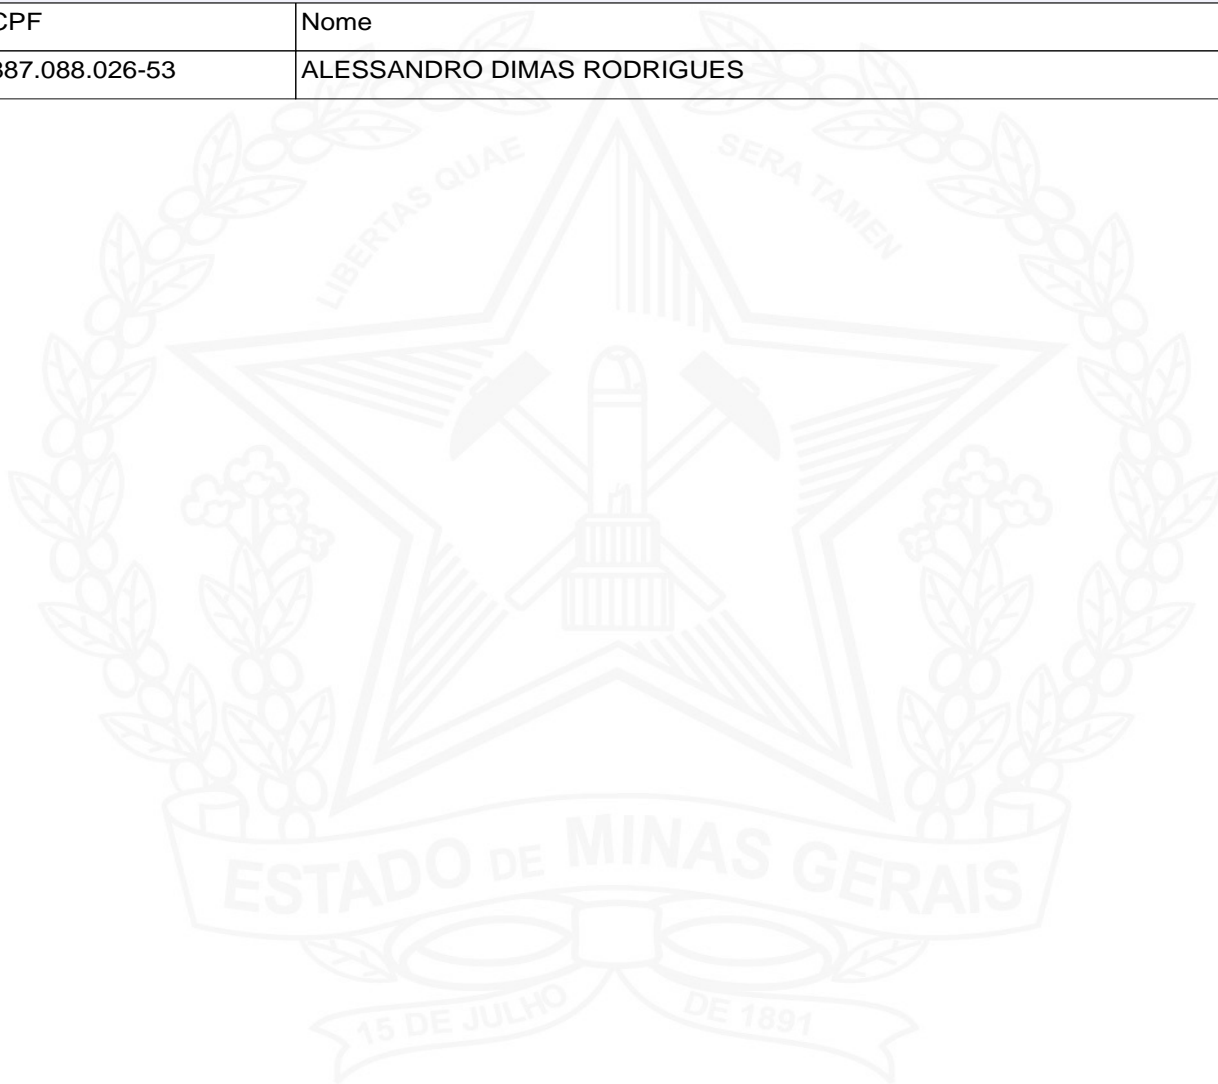 CPF Nome
887.088.026-53 ALESSANDRO DIMAS RODRIGUES
LIBERTAS QUAE SERA TAMEN
ESTADO DE MINAS GERAIS
15 DE JULHO DE 1891